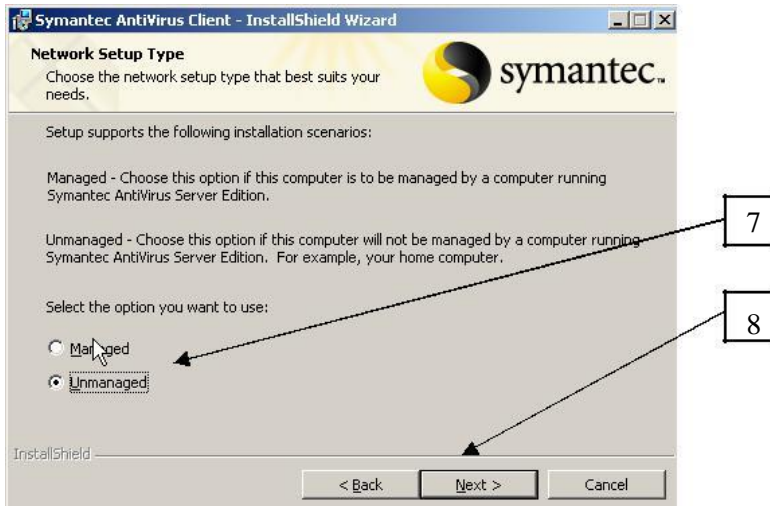 Symantec AntiVirus Client - InstallShield Wizard
Network Setup Type
Choose the network setup type that best suits your
needs.
symantec™
Setup supports the following installation scenarios:
Managed - Choose this option if this computer is to be managed by a computer running
Symantec AntiVirus Server Edition.
Unmanaged - Choose this option if this computer will not be managed by a computer running
Symantec AntiVirus Server Edition.  For example, your home computer.
7
Select the option you want to use:
8
Managed
Unmanaged
InstallShield
< Back
Next >
Cancel